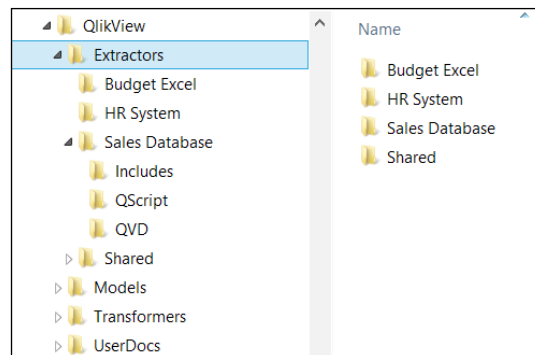 QlikView
Extractors
Budget Excel
HR System
Sales Database
Includes
QScript
QVD
Shared
Models
Transformers
UserDocs
Name
Budget Excel
HR System
Sales Database
Shared